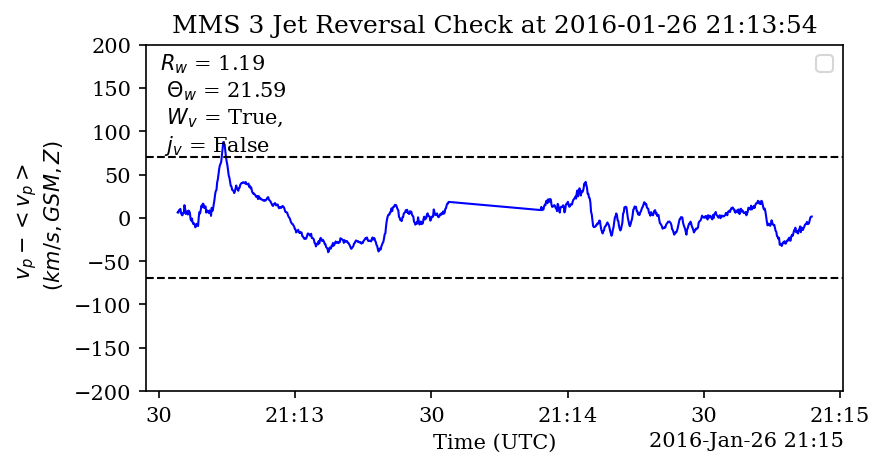 MMS 3 Jet Reversal Check at 2016-01-26 21:13:54
200
150
100
50
0
−50
−100
−150
−200
v_p − < v_p >
(km/s, GSM, Z)
R_w = 1.19
Θ_w = 21.59
W_v = True,
j_v = False
30
21:13
30
21:14
30
21:15
Time (UTC)
2016-Jan-26 21:15